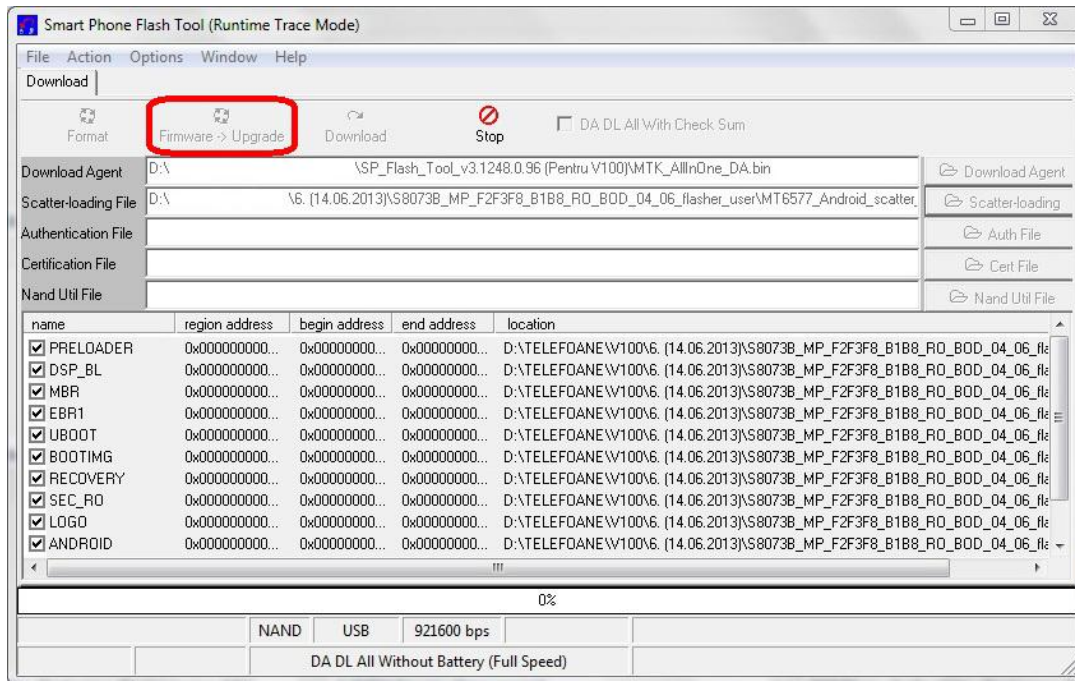 Smart Phone Flash Tool (Runtime Trace Mode)
File Action Options Window Help
Download
Format Firmware -> Upgrade Download Stop DA DL All With Check Sum
Download Agent D:\ \SP_Flash_Tool_v3.1248.0.96 (Pentru V100)\MTK_AllInOne_DA.bin Download Agent
Scatter-loading File D:\ \6. (14.06.2013)\S8073B_MP_F2F3F8_B1B8_RO_BOD_04_06_flasher_user\MT6577_Android_scatter_ Scatter-loading
Authentication File Auth File
Certification File Cert File
Nand Util File Nand Util File
name region address begin address end address location
PRELOADER 0x000000000... 0x00000000... 0x00000000... D:\TELEFOANE\V100\6. (14.06.2013)\S8073B_MP_F2F3F8_B1B8_RO_BOD_04_06_fla
DSP_BL 0x000000000... 0x00000000... 0x00000000... D:\TELEFOANE\V100\6. (14.06.2013)\S8073B_MP_F2F3F8_B1B8_RO_BOD_04_06_fla
MBR 0x000000000... 0x00000000... 0x00000000... D:\TELEFOANE\V100\6. (14.06.2013)\S8073B_MP_F2F3F8_B1B8_RO_BOD_04_06_fla
EBR1 0x000000000... 0x00000000... 0x00000000... D:\TELEFOANE\V100\6. (14.06.2013)\S8073B_MP_F2F3F8_B1B8_RO_BOD_04_06_fla
UBOOT 0x000000000... 0x00000000... 0x00000000... D:\TELEFOANE\V100\6. (14.06.2013)\S8073B_MP_F2F3F8_B1B8_RO_BOD_04_06_fla
BOOTIMG 0x000000000... 0x00000000... 0x00000000... D:\TELEFOANE\V100\6. (14.06.2013)\S8073B_MP_F2F3F8_B1B8_RO_BOD_04_06_fla
RECOVERY 0x000000000... 0x00000000... 0x00000000... D:\TELEFOANE\V100\6. (14.06.2013)\S8073B_MP_F2F3F8_B1B8_RO_BOD_04_06_fla
SEC_RO 0x000000000... 0x00000000... 0x00000000... D:\TELEFOANE\V100\6. (14.06.2013)\S8073B_MP_F2F3F8_B1B8_RO_BOD_04_06_fla
LOGO 0x000000000... 0x00000000... 0x00000000... D:\TELEFOANE\V100\6. (14.06.2013)\S8073B_MP_F2F3F8_B1B8_RO_BOD_04_06_fla
ANDROID 0x000000000... 0x00000000... 0x00000000... D:\TELEFOANE\V100\6. (14.06.2013)\S8073B_MP_F2F3F8_B1B8_RO_BOD_04_06_fla
0%
NAND USB 921600 bps
DA DL All Without Battery (Full Speed)